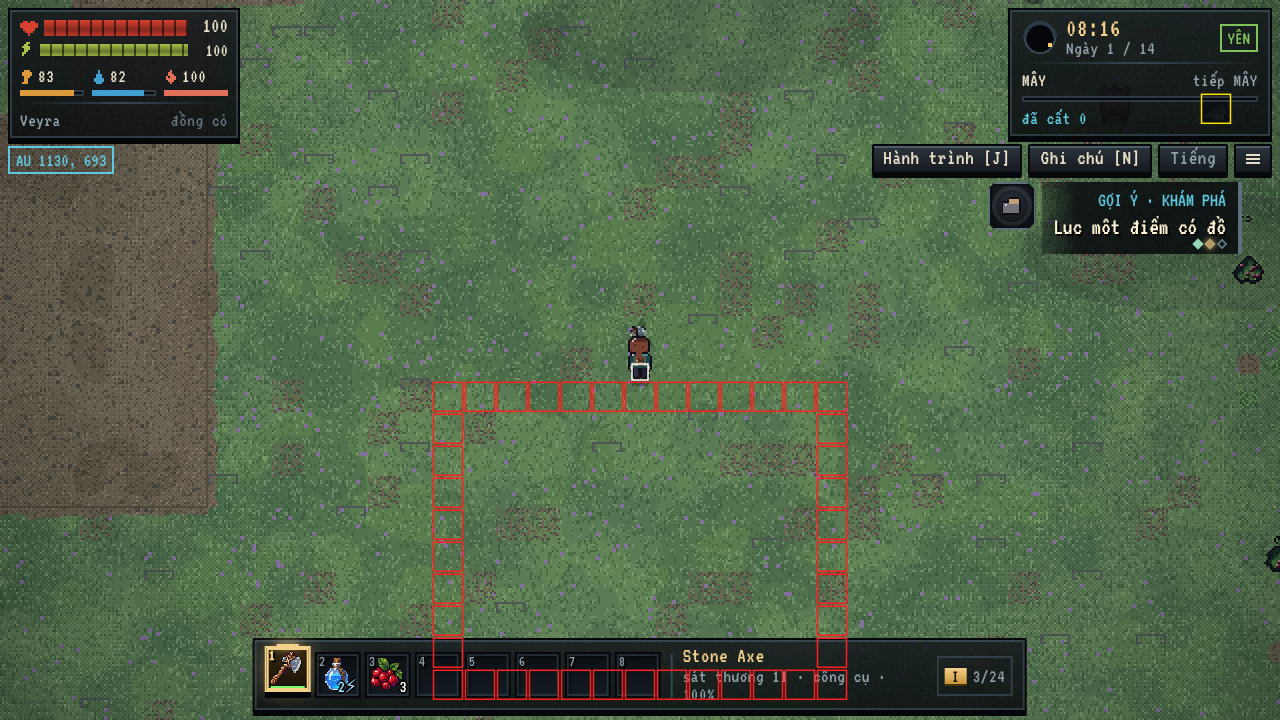 100
100
83 82 100
Veyra đồng cỏ
AU 1130, 693
08:16
Ngày 1 / 14
YÊN
MÂY tiếp MÂY
đã cất 0
Hành trình [J] Ghi chú [N] Tiếng
GỢI Ý · KHÁM PHÁ
Lục một điểm có đồ
1 2 3 4 5 6 7 8
2 3
Stone Axe
sát thương 11 · công cụ ·
100%
I 3/24